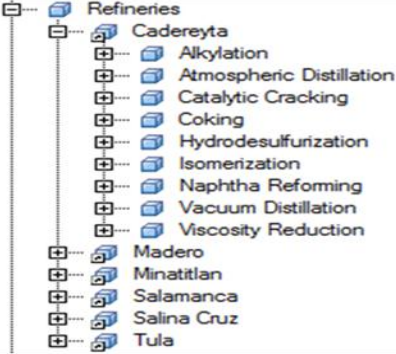 Refineries
Cadereyta
Alkylation
Atmospheric Distillation
Catalytic Cracking
Coking
Hydrodesulfurization
Isomerization
Naphtha Reforming
Vacuum Distillation
Viscosity Reduction
Madero
Minatitlan
Salamanca
Salina Cruz
Tula